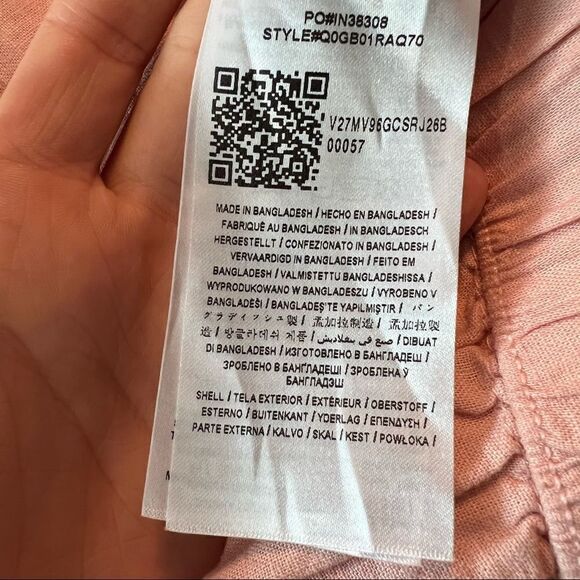 PO#IN38308
STYLE#Q0GB01RAQ70
V27MV96GCSRJ26B
00057
MADE IN BANGLADESH / HECHO EN BANGLADESH /
FABRIQUÉ AU BANGLADESH / IN BANGLADESCH
HERGESTELLT / CONFEZIONATO IN BANGLADESH /
VERVAARDIGD IN BANGLADESH / FEITO EM
BANGLADESH / VALMISTETTU BANGLADESHISSA /
WYPRODUKOWANO W BANGLADESZU / VYROBENO V
BANGLADÉŠI / BANGLADEŞ'TE YAPILMIŞTIR / バン
グラディッシュ製 / 孟加拉制造 / 孟加拉製
造 / 방글라데쉬 제품 / صنع في بنغلاديش / DIBUAT
DI BANGLADESH / ИЗГОТОВЛЕНО В БАНГЛАДЕШ /
ЗРОБЛЕНО В БАНГЛАДЕШІ / ЗРОБЛЕНА Ў
БАНГЛАДЭШ
SHELL / TELA EXTERIOR / EXTÉRIEUR / OBERSTOFF /
ESTERNO / BUITENKANT / YDERLAG / ΕΠΕΝΔΥΣΗ /
PARTE EXTERNA / KALVO / SKAL / KEST / POWŁOKA /